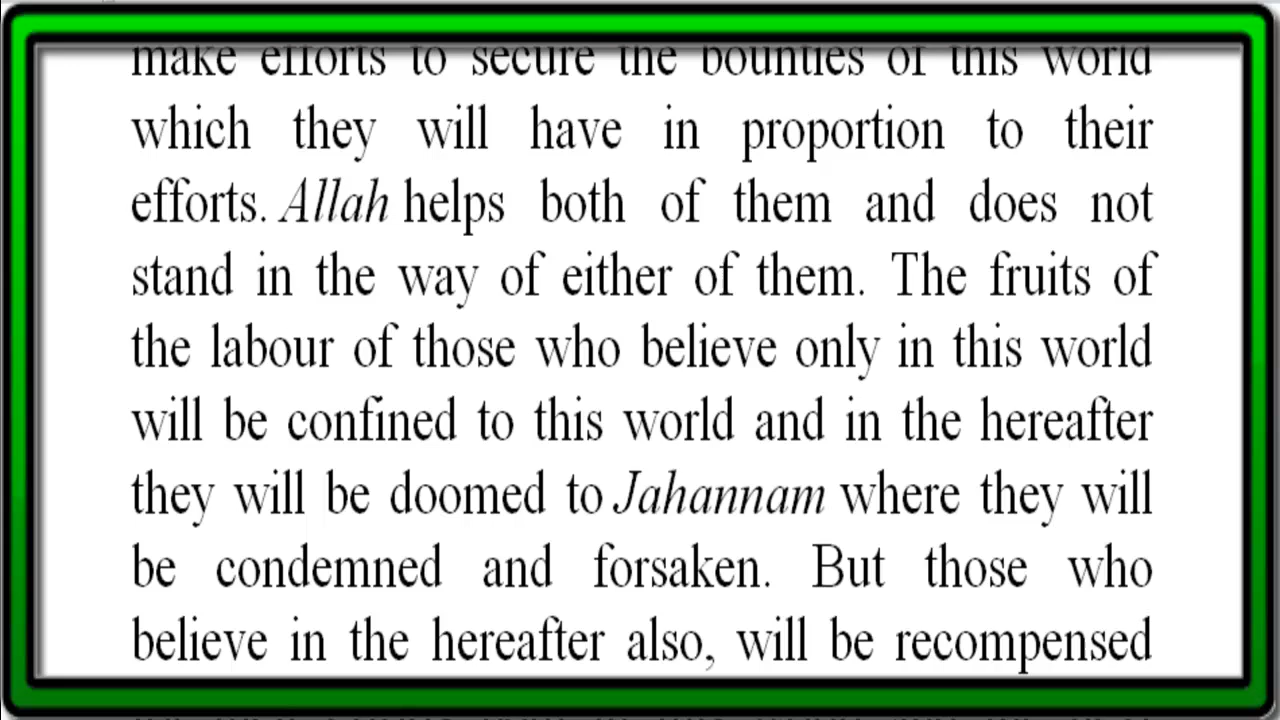 make efforts to secure the bounties of this world
which they will have in proportion to their
efforts. Allah helps both of them and does not
stand in the way of either of them. The fruits of
the labour of those who believe only in this world
will be confined to this world and in the hereafter
they will be doomed to Jahannam where they will
be condemned and forsaken. But those who
believe in the hereafter also, will be recompensed